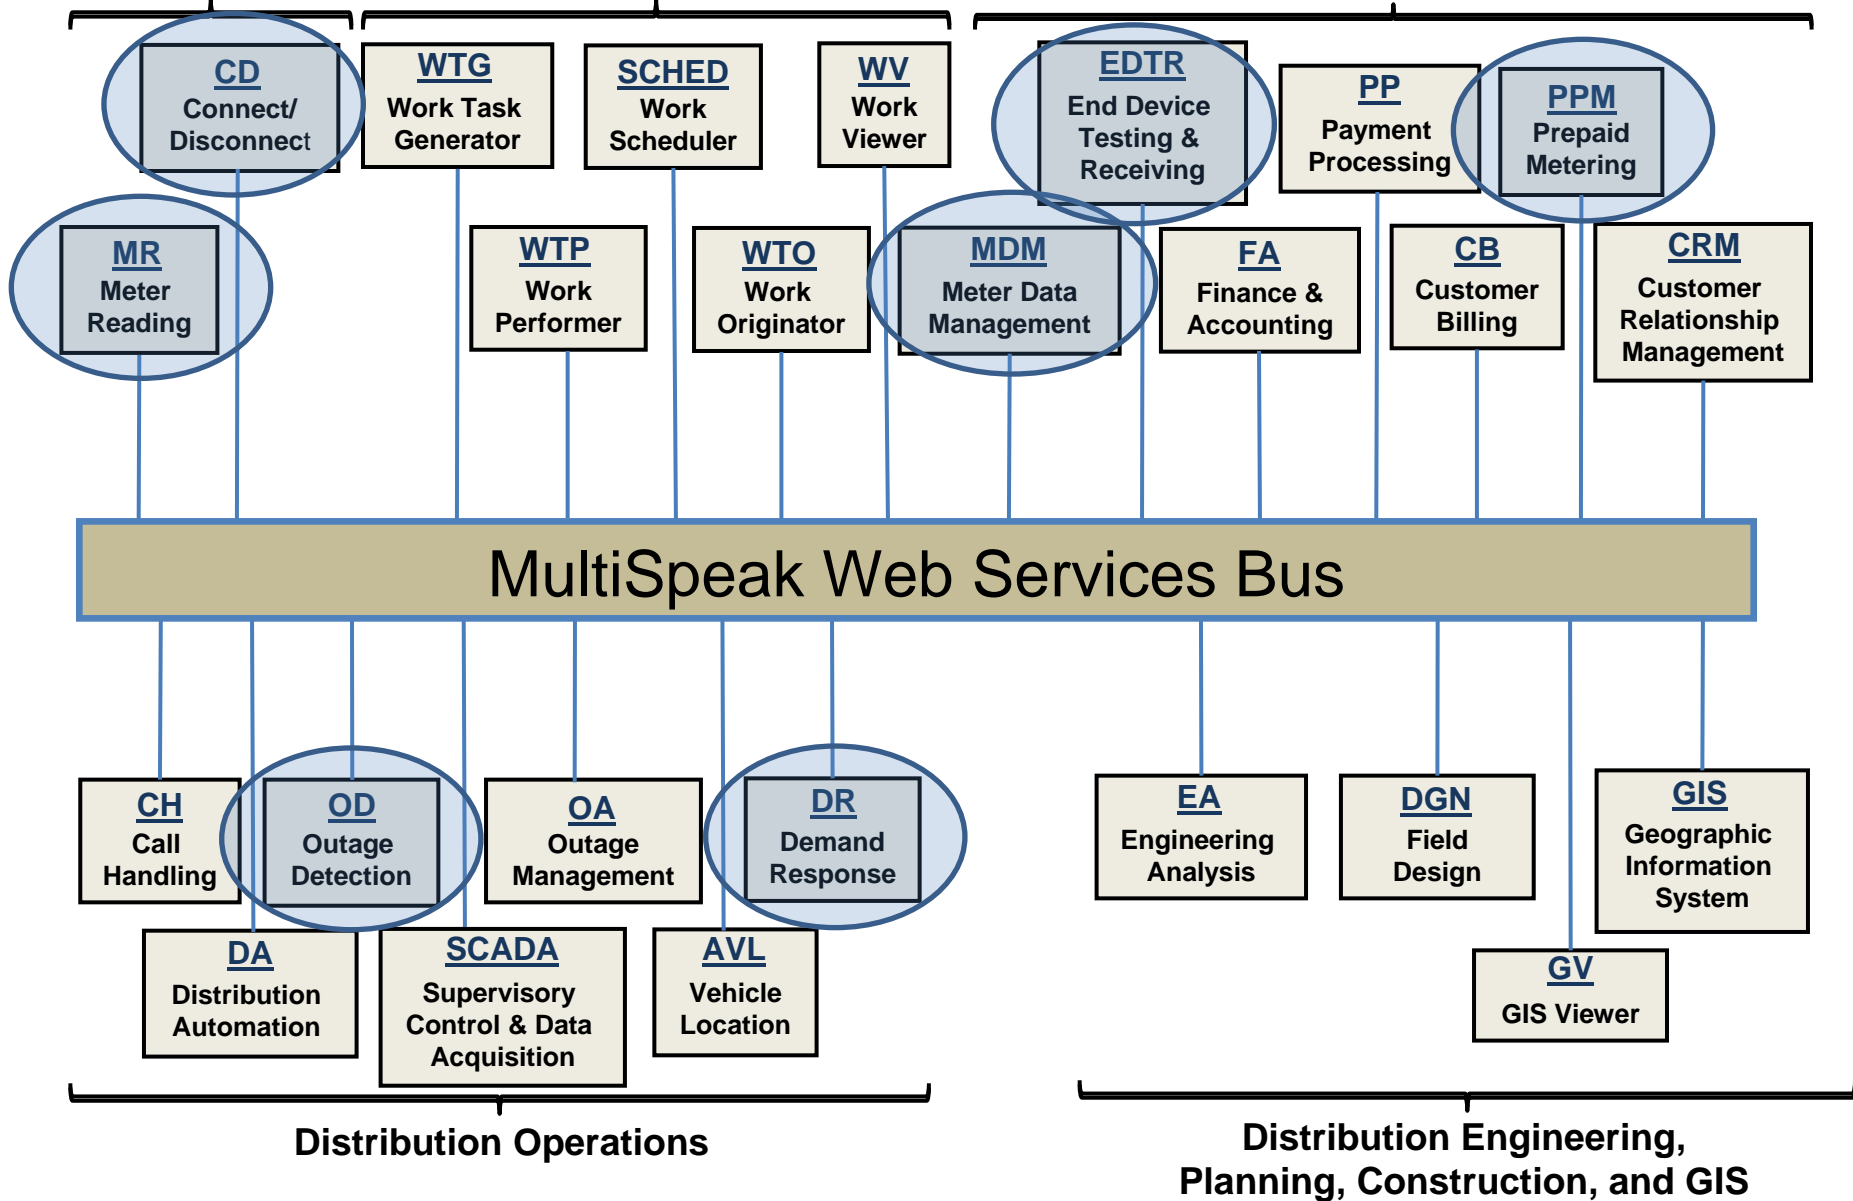 CD
Connect/
Disconnect
WTG
Work Task
Generator
SCHED
Work
Scheduler
WV
Work
Viewer
EDTR
End Device
Testing &
Receiving
PP
Payment
Processing
PPM
Prepaid
Metering
MR
Meter
Reading
WTP
Work
Performer
WTO
Work
Originator
MDM
Meter Data
Management
FA
Finance &
Accounting
CB
Customer
Billing
CRM
Customer
Relationship
Management
MultiSpeak Web Services Bus
CH
Call
Handling
OD
Outage
Detection
OA
Outage
Management
DR
Demand
Response
EA
Engineering
Analysis
DGN
Field
Design
GIS
Geographic
Information
System
DA
Distribution
Automation
SCADA
Supervisory
Control & Data
Acquisition
AVL
Vehicle
Location
GV
GIS Viewer
Distribution Operations
Distribution Engineering,
Planning, Construction, and GIS